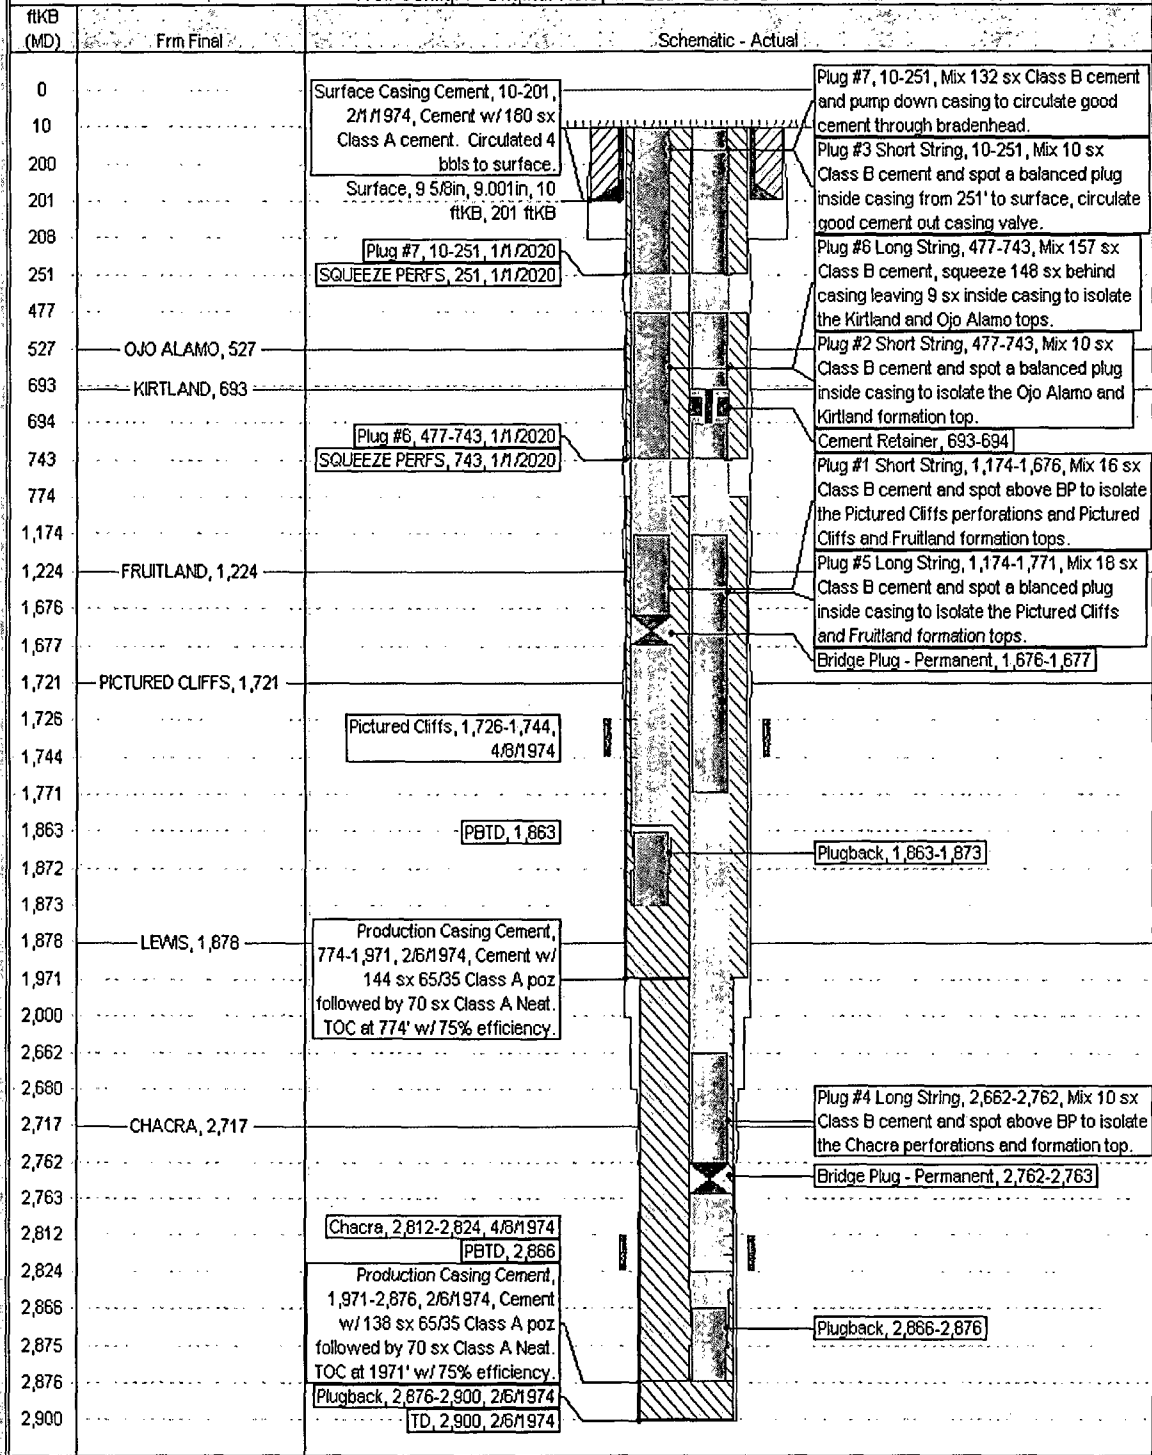 ftKB
(MD)
Frm Final
Schematic - Actual
0
10
200
201
208
251
477
527
693
694
743
774
1,174
1,224
1,676
1,677
1,721
1,726
1,744
1,771
1,863
1,872
1,873
1,878
1,971
2,000
2,662
2,680
2,717
2,762
2,763
2,812
2,824
2,866
2,875
2,876
2,900
OJO ALAMO, 527
KIRTLAND, 693
FRUITLAND, 1,224
PICTURED CLIFFS, 1,721
LEWIS, 1,878
CHACRA, 2,717
Surface Casing Cement, 10-201,
2/1/1974, Cement w/ 180 sx
Class A cement. Circulated 4
bbls to surface.
Surface, 9 5/8in, 9.001in, 10
ftKB, 201 ftKB
Plug #7, 10-251, 1/1/2020
SQUEEZE PERFS, 251, 1/1/2020
Plug #6, 477-743, 1/1/2020
SQUEEZE PERFS, 743, 1/1/2020
Pictured Cliffs, 1,726-1,744,
4/8/1974
PBTD, 1,863
Production Casing Cement,
774-1,971, 2/6/1974, Cement w/
144 sx 65/35 Class A poz
followed by 70 sx Class A Neat.
TOC at 774' w/ 75% efficiency.
Chacra, 2,812-2,824, 4/8/1974
PBTD, 2,866
Production Casing Cement,
1,971-2,876, 2/6/1974, Cement
w/ 138 sx 65/35 Class A poz
followed by 70 sx Class A Neat.
TOC at 1971' w/ 75% efficiency.
Plugback, 2,876-2,900, 2/6/1974
TD, 2,900, 2/6/1974
Plug #7, 10-251, Mix 132 sx Class B cement
and pump down casing to circulate good
cement through bradenhead.
Plug #3 Short String, 10-251, Mix 10 sx
Class B cement and spot a balanced plug
inside casing from 251' to surface, circulate
good cement out casing valve.
Plug #6 Long String, 477-743, Mix 157 sx
Class B cement, squeeze 148 sx behind
casing leaving 9 sx inside casing to isolate
the Kirtland and Ojo Alamo tops.
Plug #2 Short String, 477-743, Mix 10 sx
Class B cement and spot a balanced plug
inside casing to isolate the Ojo Alamo and
Kirtland formation top.
Cement Retainer, 693-694
Plug #1 Short String, 1,174-1,676, Mix 16 sx
Class B cement and spot above BP to isolate
the Pictured Cliffs perforations and Pictured
Cliffs and Fruitland formation tops.
Plug #5 Long String, 1,174-1,771, Mix 18 sx
Class B cement and spot a blanced plug
inside casing to isolate the Pictured Cliffs
and Fruitland formation tops.
Bridge Plug - Permanent, 1,676-1,677
Plugback, 1,863-1,873
Plug #4 Long String, 2,662-2,762, Mix 10 sx
Class B cement and spot above BP to isolate
the Chacra perforations and formation top.
Bridge Plug - Permanent, 2,762-2,763
Plugback, 2,866-2,876